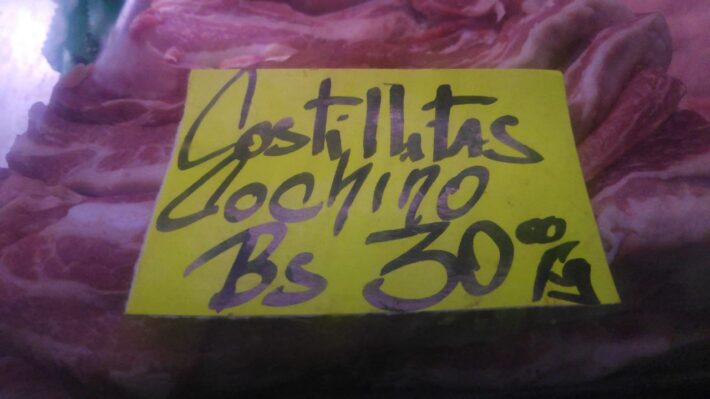 Costillitas
Cochino
Bs 30°° Kg